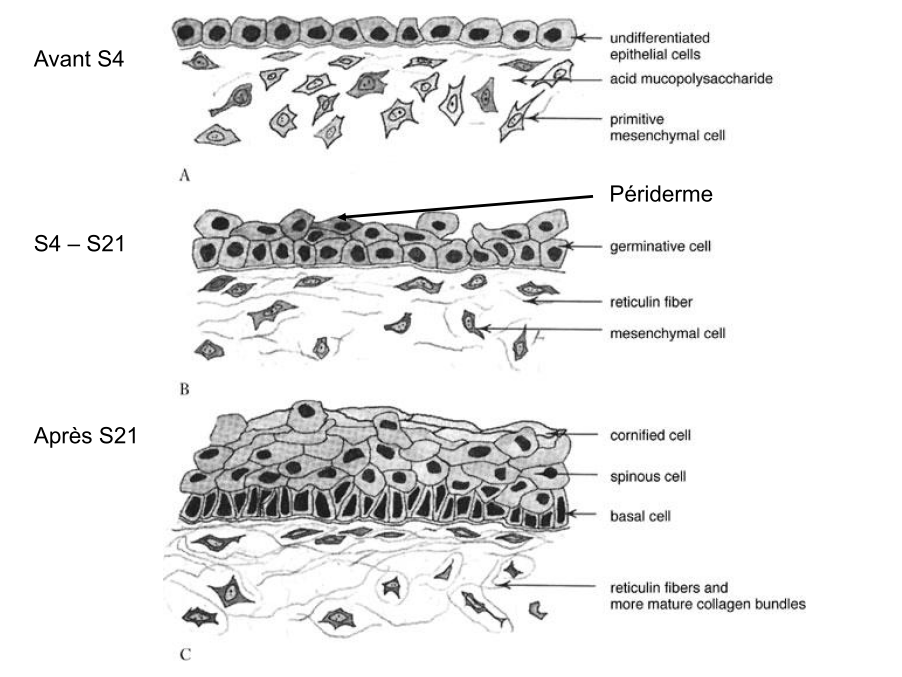 Avant S4
undifferentiated
epithelial cells
acid mucopolysaccharide
primitive
mesenchymal cell
A
Périderme
S4 – S21
germinative cell
reticulin fiber
mesenchymal cell
B
Après S21
cornified cell
spinous cell
basal cell
reticulin fibers and
more mature collagen bundles
C